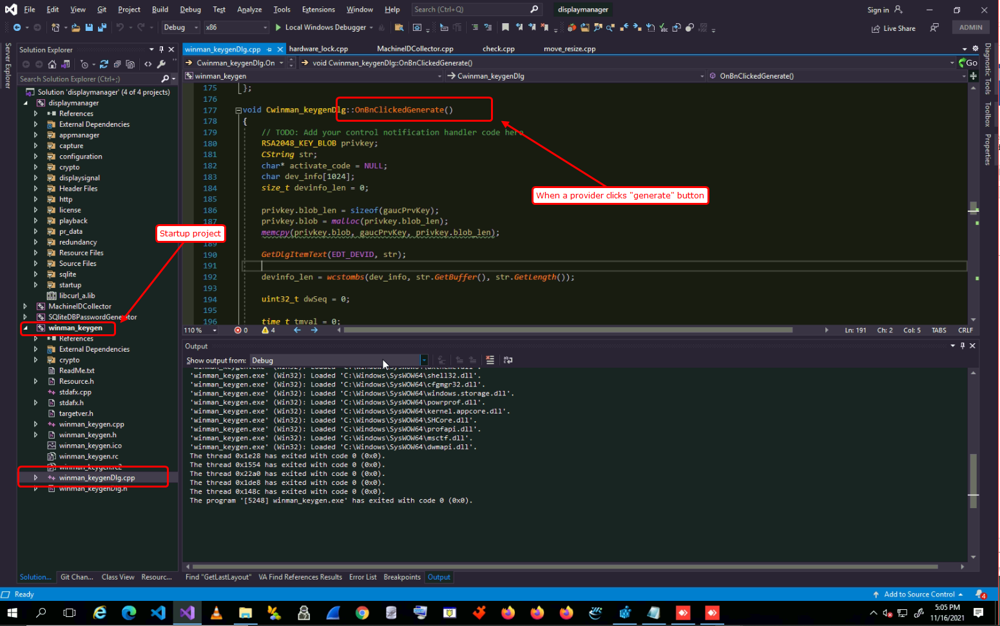 File Edit View Git Project Build Debug Test Analyze Tools Extensions Window Help Search (Ctrl+Q) displaymanager Sign in
Debug x86 Local Windows Debugger Live Share ADMIN
Server Explorer
Solution Explorer
Search Solution Explorer (Ctrl+;)
Solution 'displaymanager' (4 of 4 projects)
displaymanager
References
External Dependencies
appmanager
capture
configuration
crypto
displaysignal
Header Files
http
license
playback
pr_data
redundancy
Resource Files
Source Files
sqlite
startup
libcurl_a.lib
MachineIDCollector
SQliteDBPasswordGenerator
winman_keygen
References
External Dependencies
crypto
ReadMe.txt
Resource.h
stdafx.cpp
stdafx.h
targetver.h
winman_keygen.cpp
winman_keygen.h
winman_keygen.ico
winman_keygen.rc
winman_keygen.rc2
winman_keygenDlg.cpp
winman_keygenDlg.h
Startup project
Solution... Git Chan... Class View Resourc...
winman_keygenDlg.cpp hardware_lock.cpp MachineIDCollector.cpp check.cpp move_resize.cpp
Cwinman_keygenDlg.On void Cwinman_keygenDlg::OnBnClickedGenerate() Go
winman_keygen Cwinman_keygenDlg OnBnClickedGenerate()
175 };
176
177 void Cwinman_keygenDlg::OnBnClickedGenerate()
178 {
179 // TODO: Add your control notification handler code here
180 RSA2048_KEY_BLOB privkey;
181 CString str;
182 char* activate_code = NULL;
183 char dev_info[1024];
184 size_t devinfo_len = 0;
185
186 privkey.blob_len = sizeof(gaucPrvKey);
187 privkey.blob = malloc(privkey.blob_len);
memcpy(privkey.blob, gaucPrvKey, privkey.blob_len);
189
190 GetDlgItemText(EDT_DEVID, str);
191
192 devinfo_len = wcstombs(dev_info, str.GetBuffer(), str.GetLength());
193
194 uint32_t dwSeq = 0;
195
196 time_t tmval = 0;
When a provider clicks "generate" button
110 % 0 4 Ln: 191 Ch: 2 Col: 5 TABS CRLF
Output
Show output from: Debug
'winman_keygen.exe' (Win32): Loaded 'C:\Windows\SysWOW64\uxtheme.dll'.
'winman_keygen.exe' (Win32): Loaded 'C:\Windows\SysWOW64\shell32.dll'.
'winman_keygen.exe' (Win32): Loaded 'C:\Windows\SysWOW64\cfgmgr32.dll'.
'winman_keygen.exe' (Win32): Loaded 'C:\Windows\SysWOW64\windows.storage.dll'.
'winman_keygen.exe' (Win32): Loaded 'C:\Windows\SysWOW64\powrprof.dll'.
'winman_keygen.exe' (Win32): Loaded 'C:\Windows\SysWOW64\kernel.appcore.dll'.
'winman_keygen.exe' (Win32): Loaded 'C:\Windows\SysWOW64\SHCore.dll'.
'winman_keygen.exe' (Win32): Loaded 'C:\Windows\SysWOW64\profapi.dll'.
'winman_keygen.exe' (Win32): Loaded 'C:\Windows\SysWOW64\msctf.dll'.
'winman_keygen.exe' (Win32): Loaded 'C:\Windows\SysWOW64\dwmapi.dll'.
The thread 0x1e28 has exited with code 0 (0x0).
The thread 0x1554 has exited with code 0 (0x0).
The thread 0x22a0 has exited with code 0 (0x0).
The thread 0x1de8 has exited with code 0 (0x0).
The thread 0x148c has exited with code 0 (0x0).
The program '[5248] winman_keygen.exe' has exited with code 0 (0x0).
Find "GetLastLayout" VA Find References Results Error List Breakpoints Output
Diagnostic Tools
Toolbox
Properties
Ready Add to Source Control 4
5:05 PM
11/16/2021